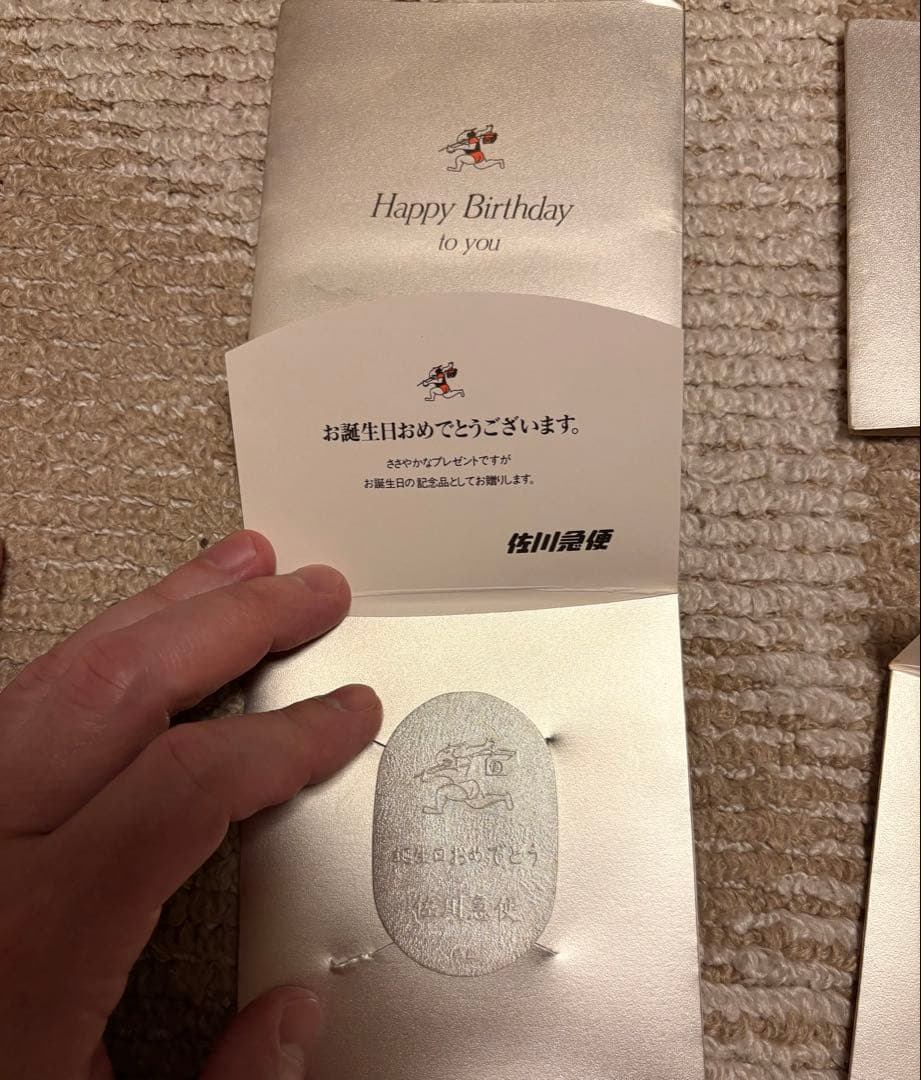 Happy Birthday
to you
お誕生日おめでとうございます。
ささやかなプレゼントですが
お誕生日の記念品としてお贈りします。
佐川急便
誕生日おめでとう
佐川急便